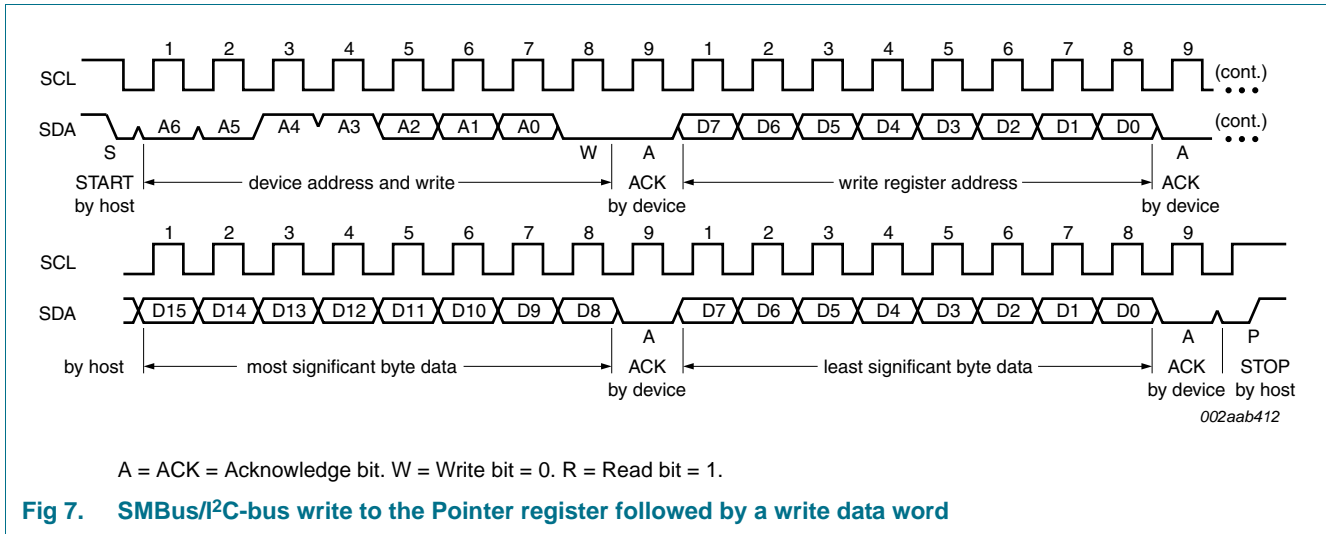 1 2 3 4 5 6 7 8 9 1 2 3 4 5 6 7 8 9
SCL (cont.)
SDA A6 A5 A4 A3 A2 A1 A0 D7 D6 D5 D4 D3 D2 D1 D0 (cont.)
S W A A
START device address and write ACK write register address ACK
by host by device by device
1 2 3 4 5 6 7 8 9 1 2 3 4 5 6 7 8 9
SCL
SDA D15 D14 D13 D12 D11 D10 D9 D8 D7 D6 D5 D4 D3 D2 D1 D0
A A P
by host most significant byte data ACK least significant byte data ACK STOP
by device by device by host
002aab412
A = ACK = Acknowledge bit. W = Write bit = 0. R = Read bit = 1.
Fig 7. SMBus/I²C-bus write to the Pointer register followed by a write data word